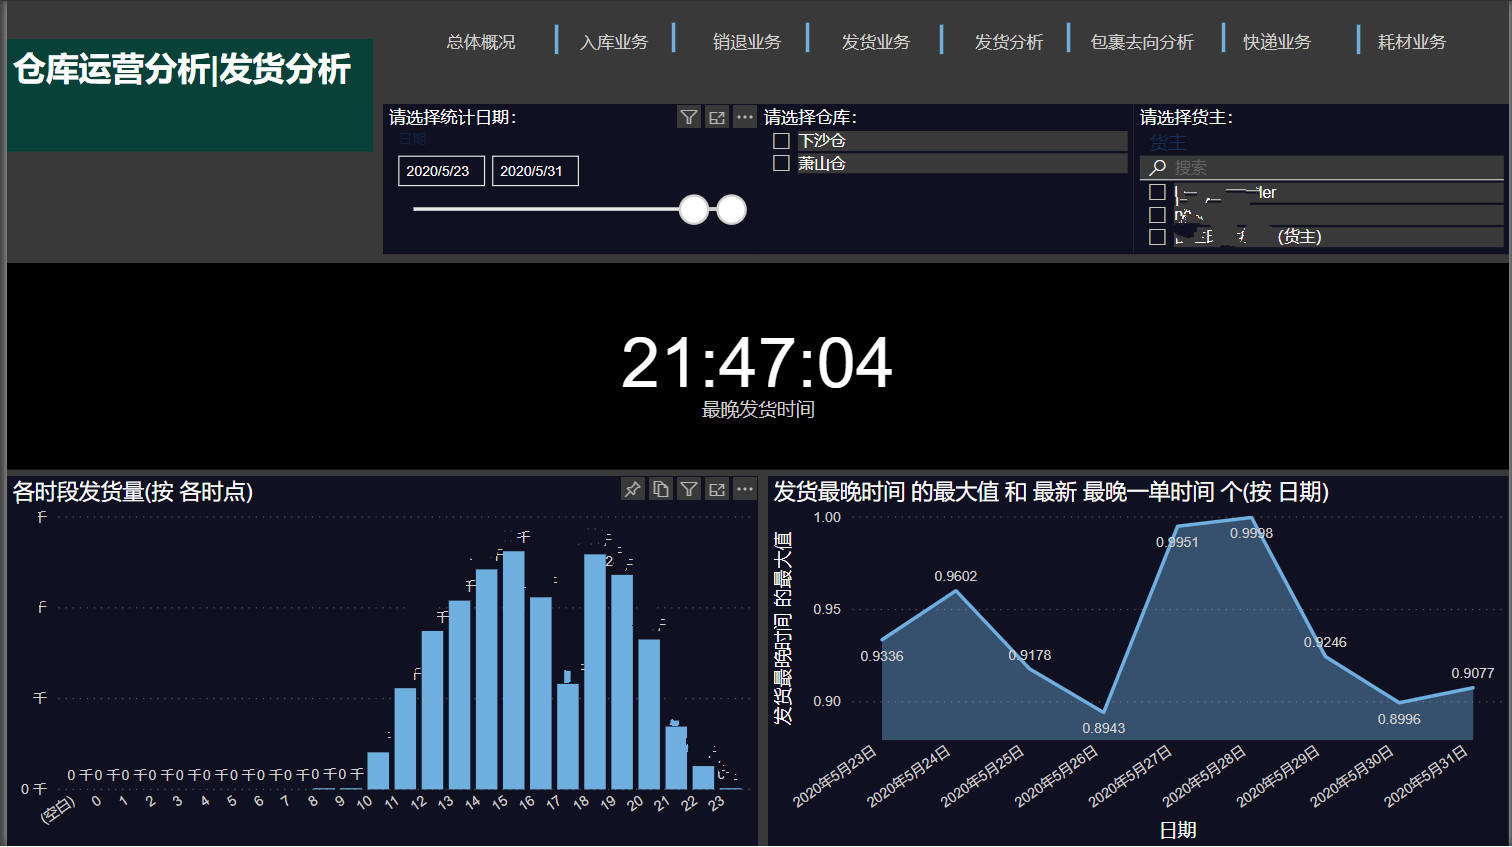 总体概况
入库业务
销退业务
发货业务
发货分析
包裹去向分析
快递业务
耗材业务
仓库运营分析|发货分析
请选择统计日期：
日期
2020/5/23
2020/5/31
请选择仓库：
下沙仓
萧山仓
请选择货主：
货主
搜索
(货主)
21:47:04
最晚发货时间
各时段发货量(按 各时点)
千
千
千
0 千
0 千0 千0 千0 千0 千0 千0 千0 千0 千0 千0 千
千
千
千
2
(空白)
0
1
2
3
4
5
6
7
8
9
10
11
12
13
14
15
16
17
18
19
20
21
22
23
发货最晚时间 的最大值 和 最新 最晚一单时间 个(按 日期)
发货最晚时间 的最大值
1.00
0.95
0.90
0.9336
0.9602
0.9178
0.8943
0.9951
0.9998
0.9246
0.8996
0.9077
2020年5月23日
2020年5月24日
2020年5月25日
2020年5月26日
2020年5月27日
2020年5月28日
2020年5月29日
2020年5月30日
2020年5月31日
日期